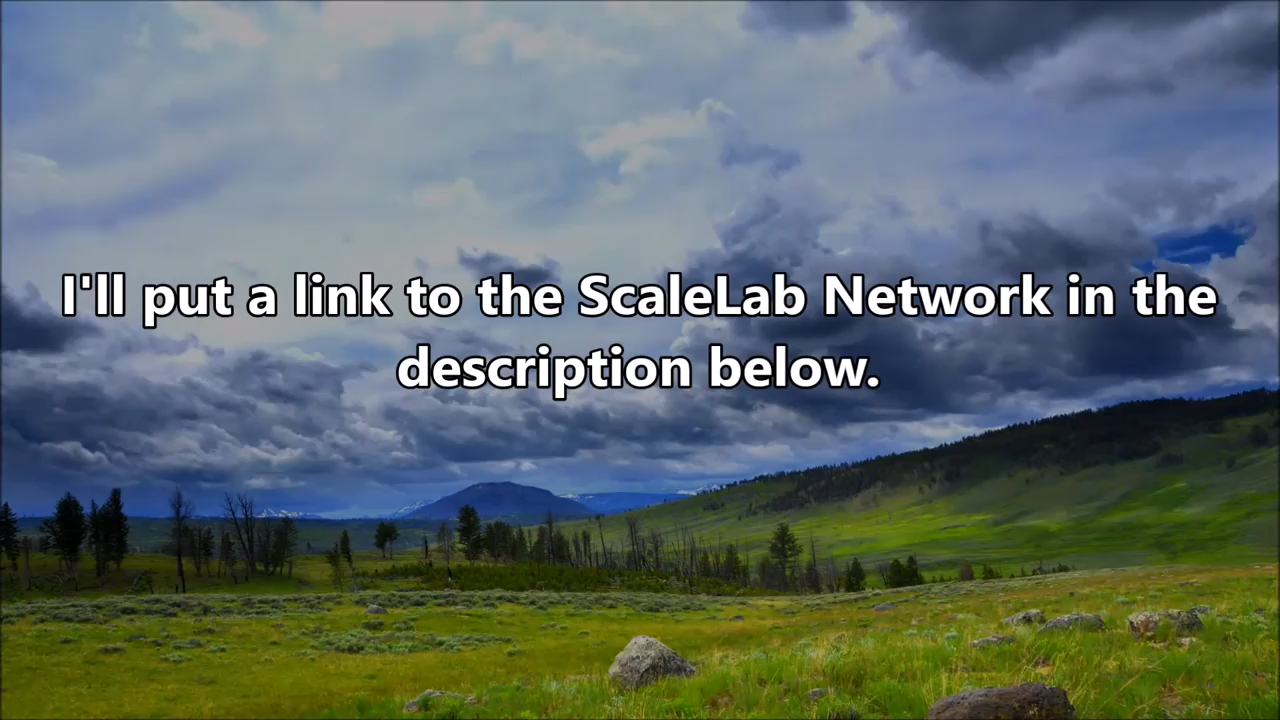 I'll put a link to the ScaleLab Network in the
description below.